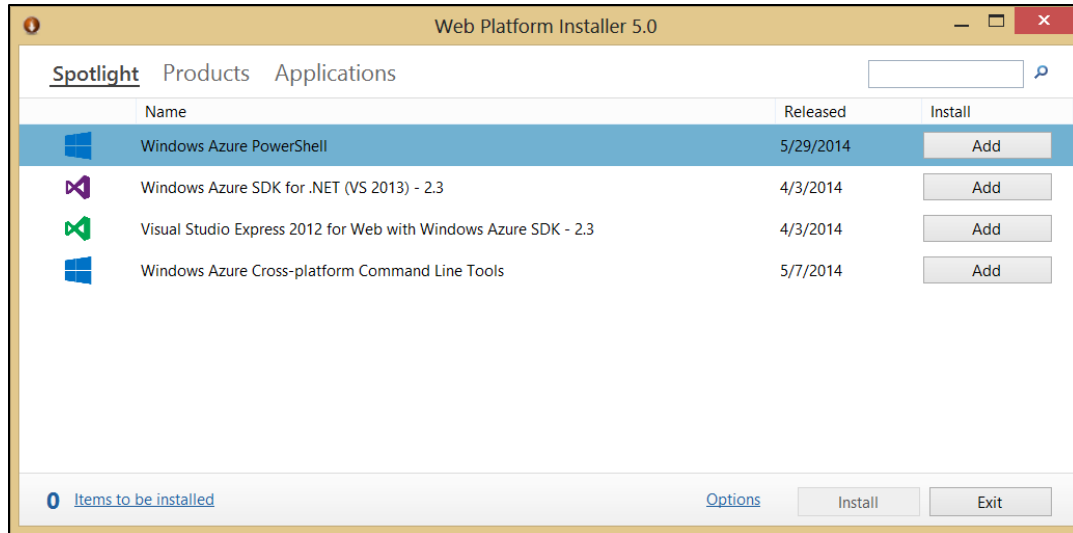 Web Platform Installer 5.0
Spotlight Products Applications
Name Released Install
Windows Azure PowerShell 5/29/2014 Add
Windows Azure SDK for .NET (VS 2013) - 2.3 4/3/2014 Add
Visual Studio Express 2012 for Web with Windows Azure SDK - 2.3 4/3/2014 Add
Windows Azure Cross-platform Command Line Tools 5/7/2014 Add
0 Items to be installed Options Install Exit